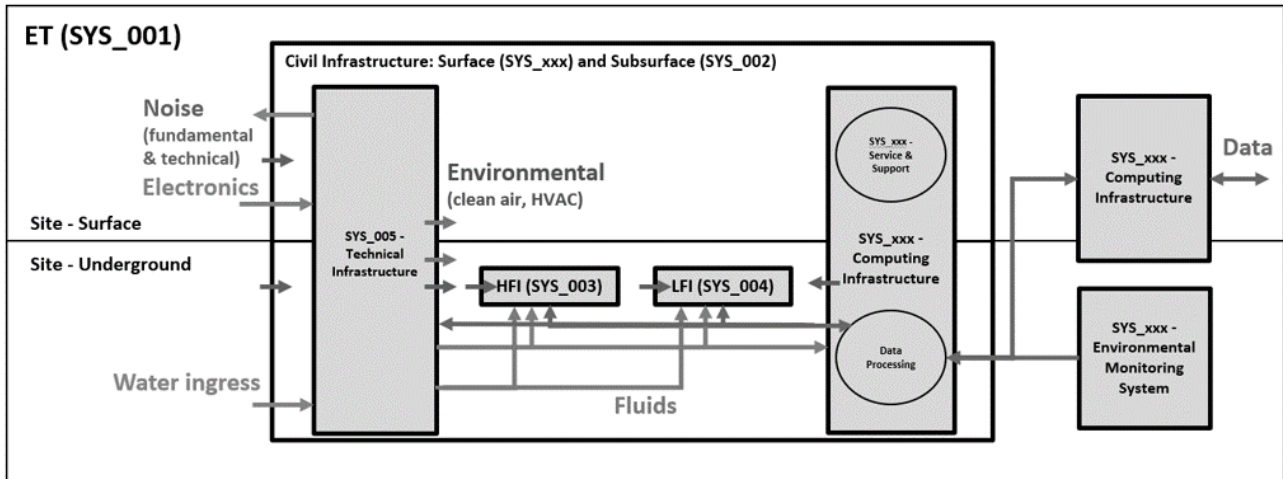 ET (SYS_001)
Civil Infrastructure: Surface (SYS_xxx) and Subsurface (SYS_002)
Noise
(fundamental
& technical)
Electronics
Site - Surface
Site - Underground
Water ingress
SYS_005 -
Technical
Infrastructure
Environmental
(clean air, HVAC)
HFI (SYS_003)
LFI (SYS_004)
Fluids
SYS_xxx -
Service &
Support
SYS_xxx -
Computing
Infrastructure
Data
Processing
SYS_xxx -
Computing
Infrastructure
Data
SYS_xxx -
Environmental
Monitoring
System